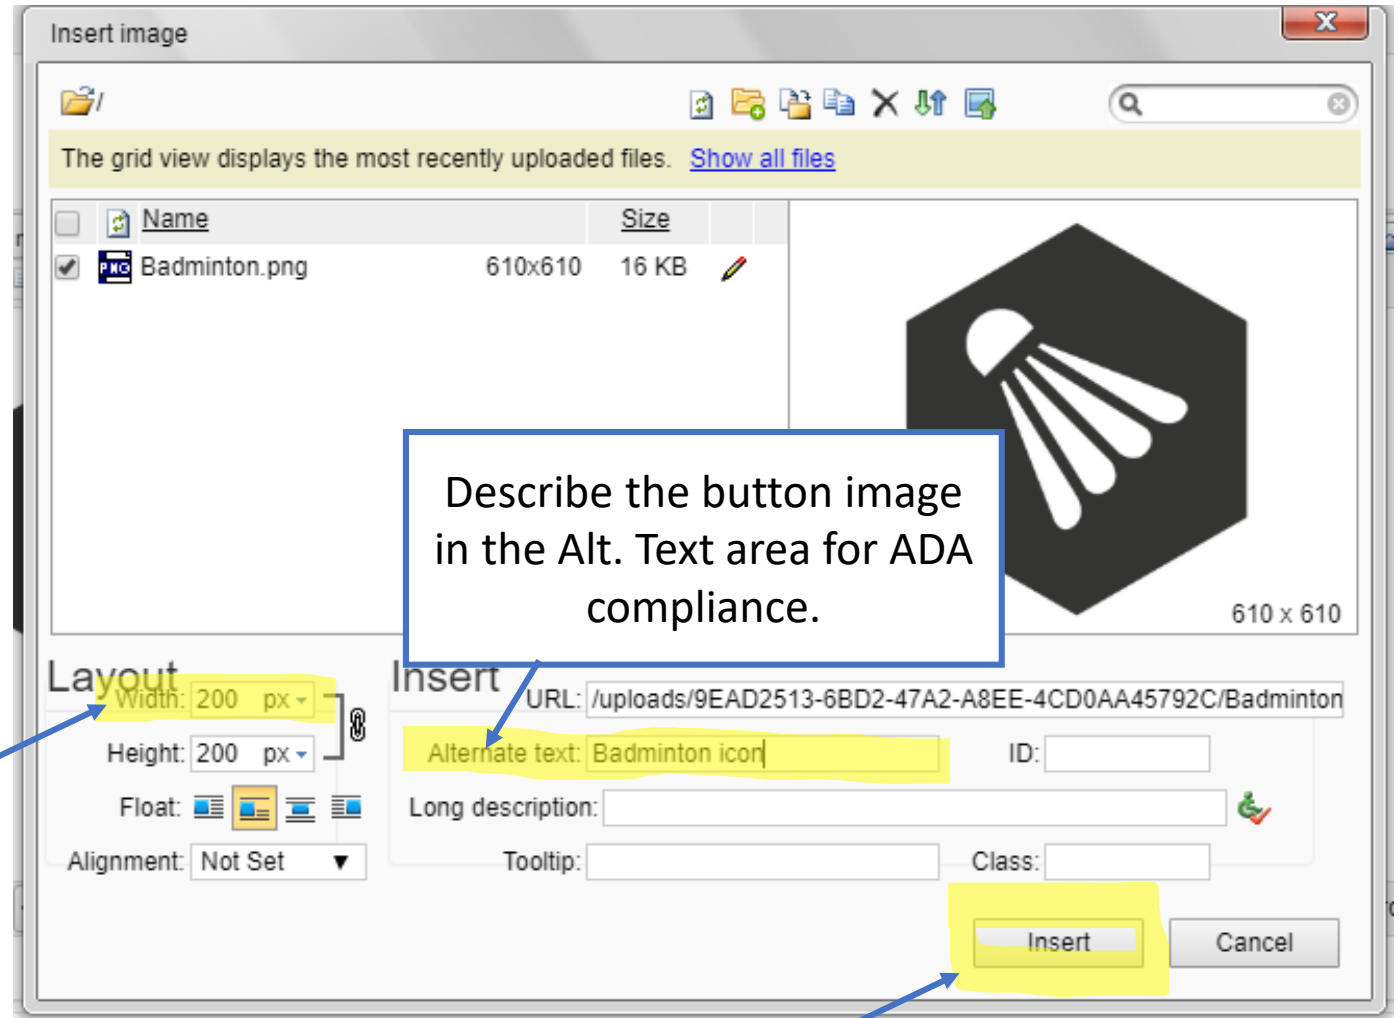 Insert image
X
/
The grid view displays the most recently uploaded files. Show all files
Name Size
PNG Badminton.png 610x610 16 KB
Describe the button image
in the Alt. Text area for ADA
compliance.
610 x 610
Layout Insert
Width: 200 px URL: /uploads/9EAD2513-6BD2-47A2-A8EE-4CD0AA45792C/Badminton
Height: 200 px Alternate text: Badminton icon ID:
Float: Long description:
Alignment: Not Set Tooltip: Class:
Insert Cancel